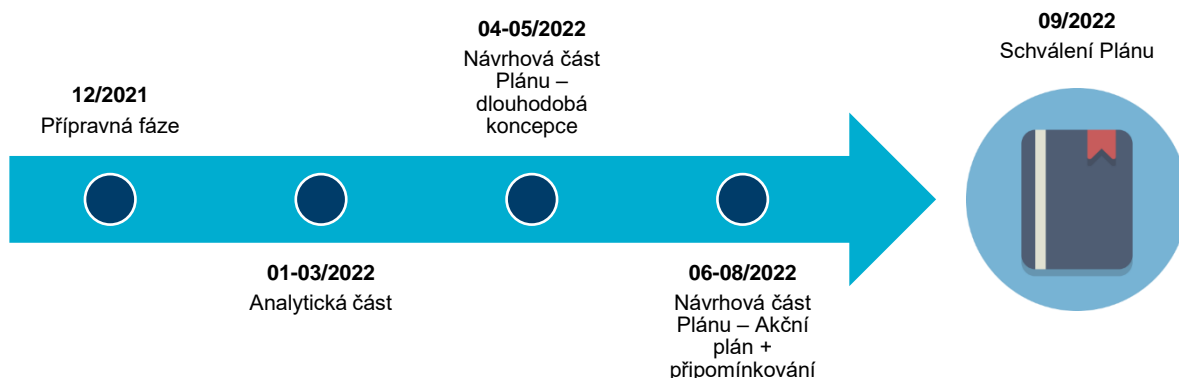 12/2021
Přípravná fáze
01-03/2022
Analytická část
04-05/2022
Návrhová část
Plánu –
dlouhodobá
koncepce
06-08/2022
Návrhová část
Plánu – Akční
plán +
připomínkování
09/2022
Schválení Plánu